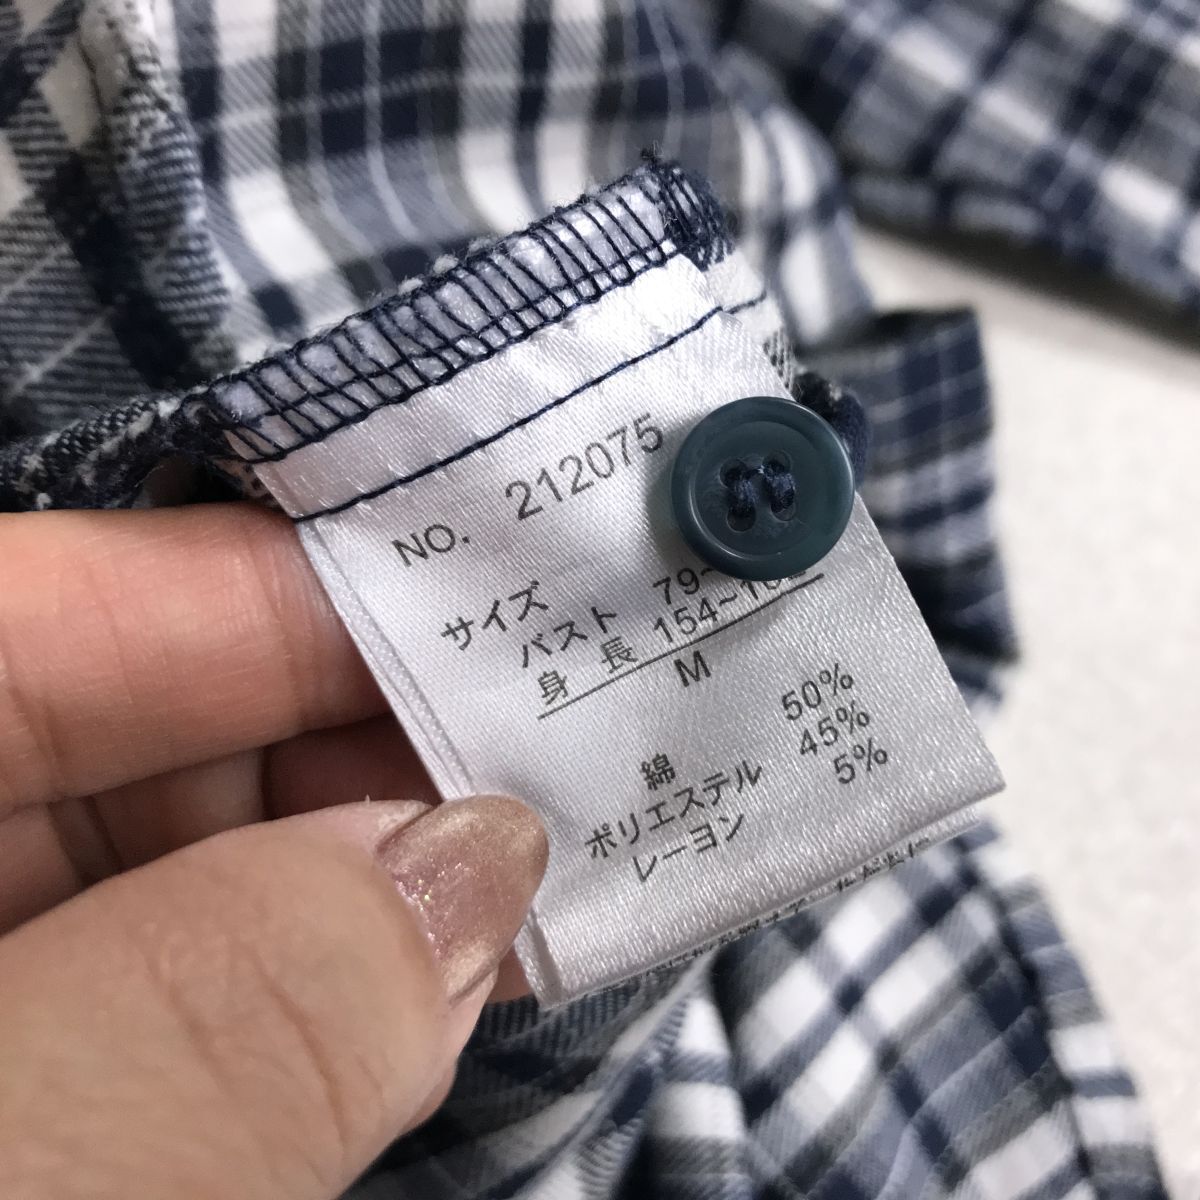 NO. 212075
サイズ
バスト 79~
身 長 154~16
M
綿 50%
ポリエステル 45%
レーヨン 5%